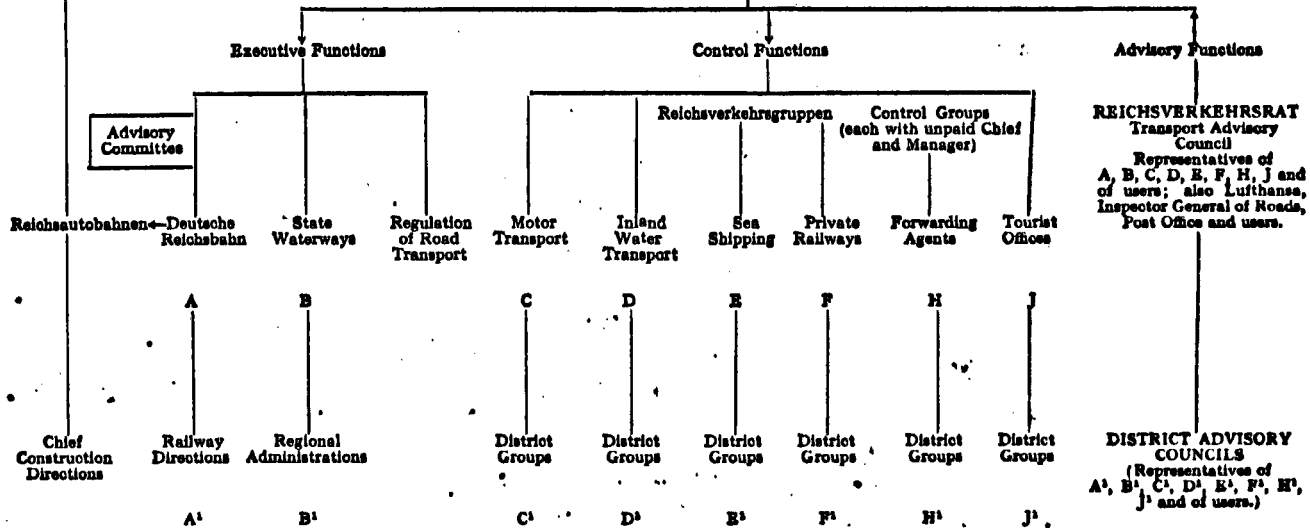 Executive Functions
Control Functions
Advisory Functions
Advisory
Committee
Reichsverkehrsgruppen
Control Groups
(each with unpaid Chief
and Manager)
REICHSVERKEHRSRAT
Transport Advisory
Council
Representatives of
A, B, C, D, E, F, H, J and
of users; also Lufthansa,
Inspector General of Roads,
Post Office and users.
Reichsautobahnen
Deutsche
Reichsbahn
State
Waterways
Regulation
of Road
Transport
Motor
Transport
Inland
Water
Transport
Sea
Shipping
Private
Railways
Forwarding
Agents
Tourist
Offices
A
B
C
D
E
F
H
J
Chief
Construction
Directions
Railway
Directions
Regional
Administrations
District
Groups
District
Groups
District
Groups
District
Groups
District
Groups
District
Groups
DISTRICT ADVISORY
COUNCILS
(Representatives of
A¹, B¹, C¹, D¹, E¹, F¹, H¹,
J¹ and of users.)
A¹
B¹
C¹
D¹
E¹
F¹
H¹
J¹